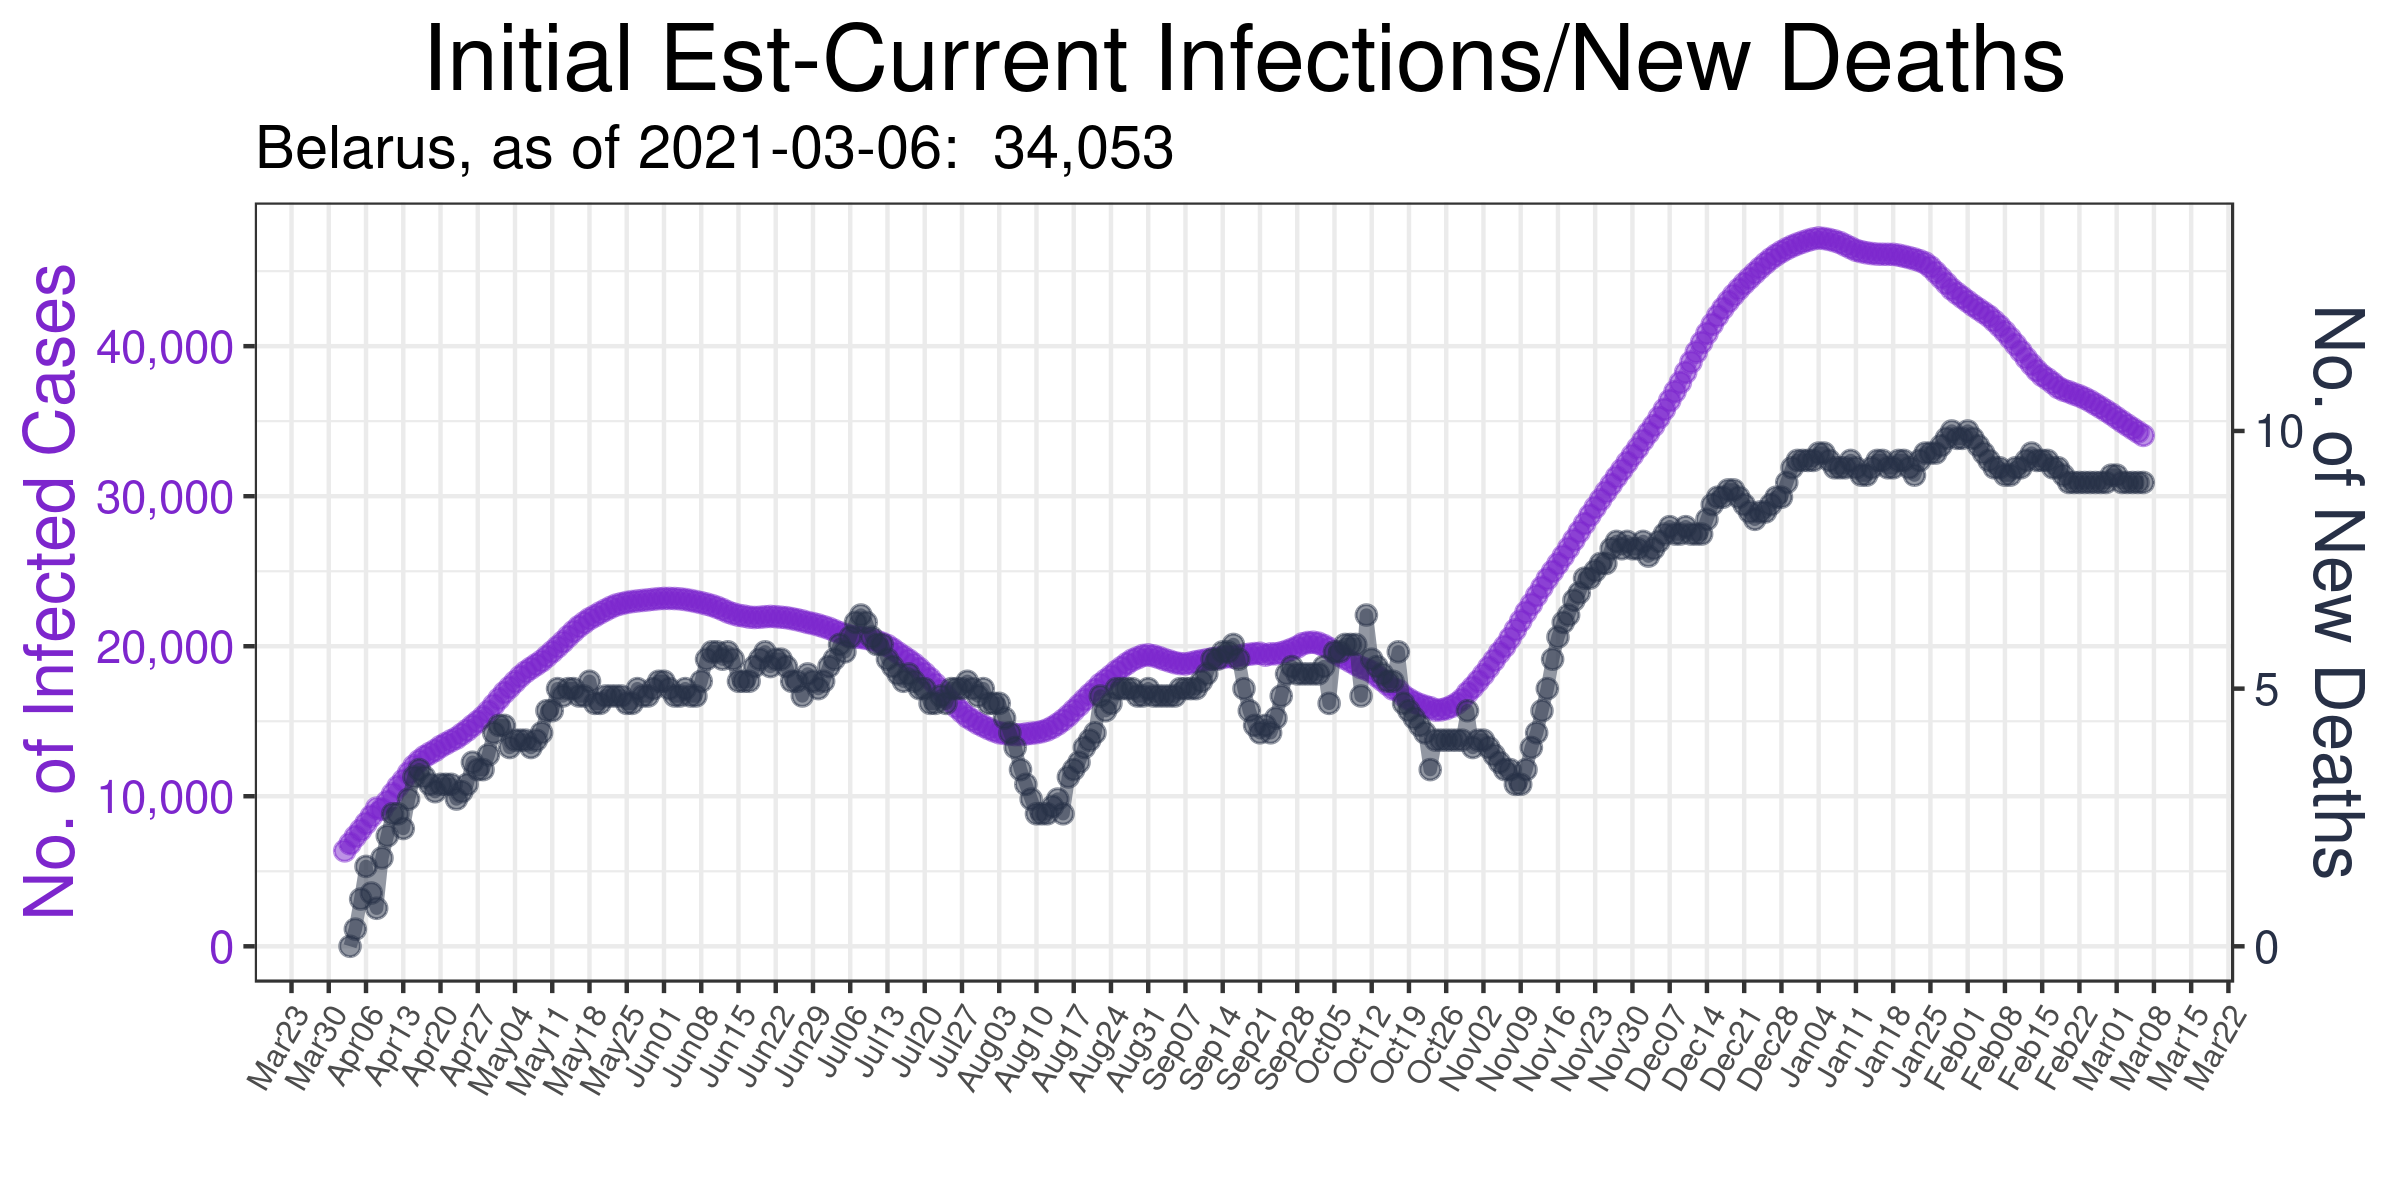 Initial Est-Current Infections/New Deaths
Belarus, as of 2021-03-06:  34,053
No. of Infected Cases
40,000
30,000
20,000
10,000
0
No. of New Deaths
10
5
0
Mar23
Mar30
Apr06
Apr13
Apr20
Apr27
May04
May11
May18
May25
Jun01
Jun08
Jun15
Jun22
Jun29
Jul06
Jul13
Jul20
Jul27
Aug03
Aug10
Aug17
Aug24
Aug31
Sep07
Sep14
Sep21
Sep28
Oct05
Oct12
Oct19
Oct26
Nov02
Nov09
Nov16
Nov23
Nov30
Dec07
Dec14
Dec21
Dec28
Jan04
Jan11
Jan18
Jan25
Feb01
Feb08
Feb15
Feb22
Mar01
Mar08
Mar15
Mar22